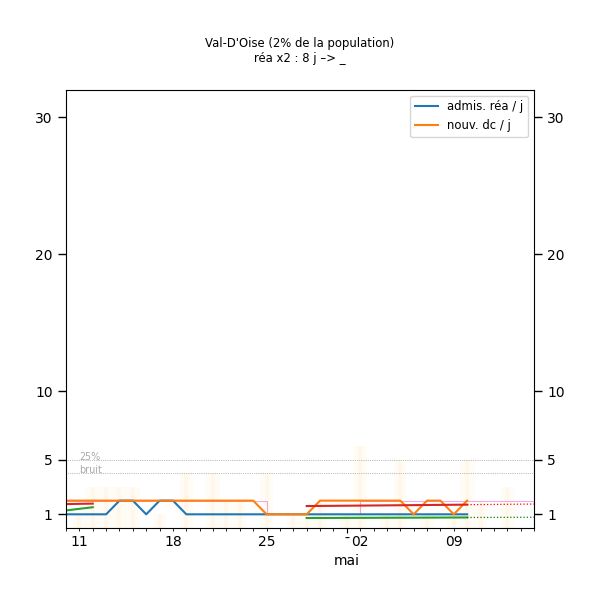 Val-D'Oise (2% de la population)
réa x2 : 8 j –> _
admis. réa / j
nouv. dc / j
30
30
20
20
10
10
5
5
25%
bruit
1
1
11
18
25
02
09
mai